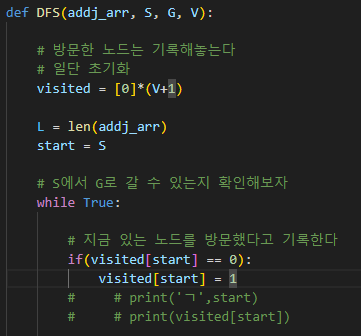 def DFS(addj_arr, S, G, V):
# 방문한 노드는 기록해놓는다
# 일단 초기화
visited = [0]*(V+1)
L = len(addj_arr)
start = S
# S에서 G로 갈 수 있는지 확인해보자
while True:
# 지금 있는 노드를 방문했다고 기록한다
if(visited[start] == 0):
visited[start] = 1
#     # print('ㄱ',start)
#     # print(visited[start])